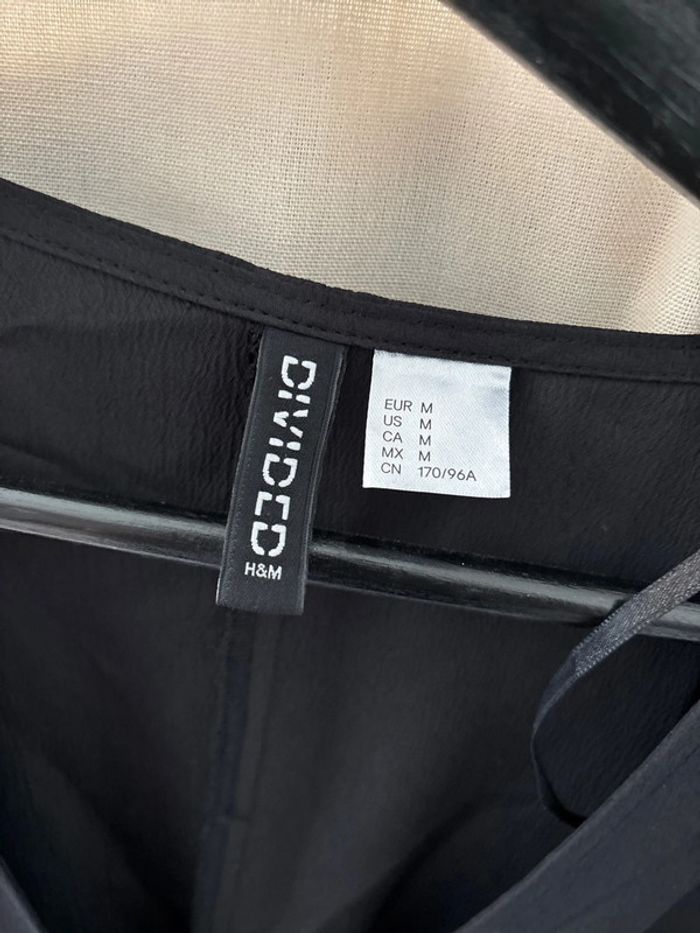 DIVIDED
H&M
EUR M
US M
CA M
MX M
CN 170/96A